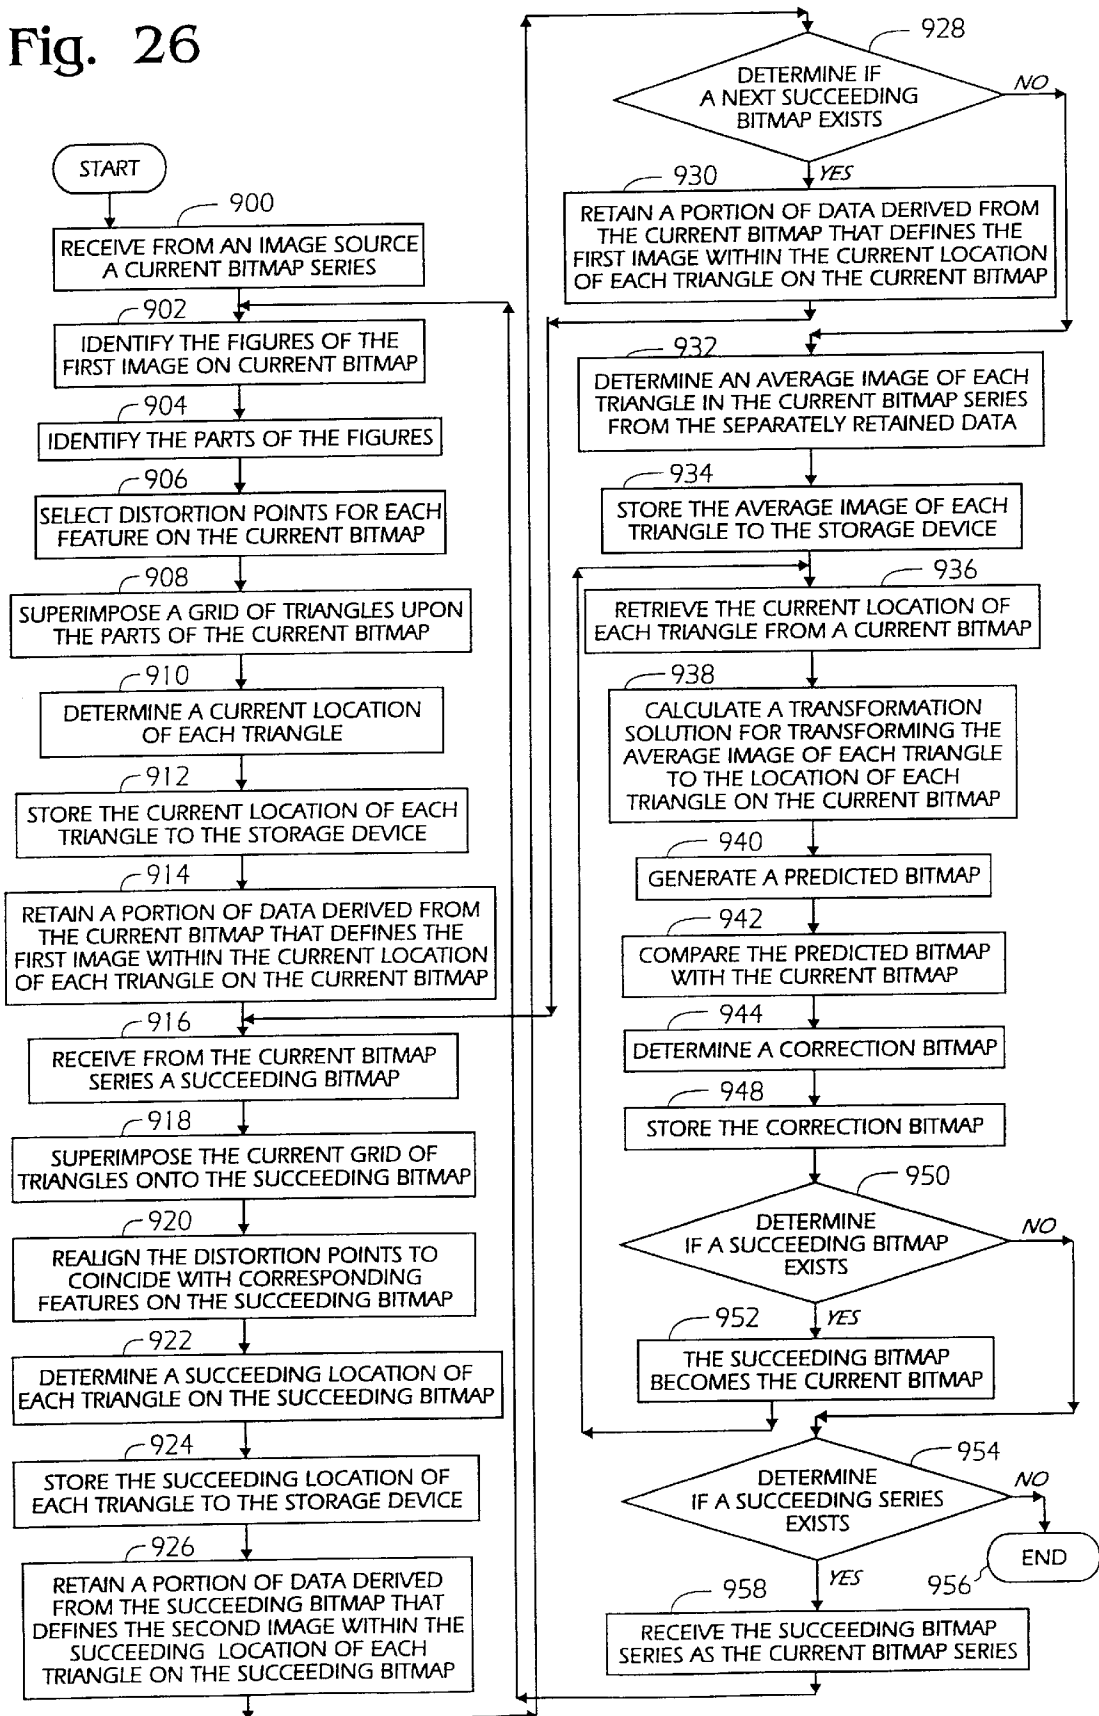 Fig. 26
START
900
RECEIVE FROM AN IMAGE SOURCE
A CURRENT BITMAP SERIES
902
IDENTIFY THE FIGURES OF THE
FIRST IMAGE ON CURRENT BITMAP
904
IDENTIFY THE PARTS OF THE FIGURES
906
SELECT DISTORTION POINTS FOR EACH
FEATURE ON THE CURRENT BITMAP
908
SUPERIMPOSE A GRID OF TRIANGLES UPON
THE PARTS OF THE CURRENT BITMAP
910
DETERMINE A CURRENT LOCATION
OF EACH TRIANGLE
912
STORE THE CURRENT LOCATION OF EACH
TRIANGLE TO THE STORAGE DEVICE
914
RETAIN A PORTION OF DATA DERIVED FROM
THE CURRENT BITMAP THAT DEFINES THE
FIRST IMAGE WITHIN THE CURRENT LOCATION
OF EACH TRIANGLE ON THE CURRENT BITMAP
916
RECEIVE FROM THE CURRENT BITMAP
SERIES A SUCCEEDING BITMAP
918
SUPERIMPOSE THE CURRENT GRID OF
TRIANGLES ONTO THE SUCCEEDING BITMAP
920
REALIGN THE DISTORTION POINTS TO
COINCIDE WITH CORRESPONDING
FEATURES ON THE SUCCEEDING BITMAP
922
DETERMINE A SUCCEEDING LOCATION OF
EACH TRIANGLE ON THE SUCCEEDING BITMAP
924
STORE THE SUCCEEDING LOCATION OF
EACH TRIANGLE TO THE STORAGE DEVICE
926
RETAIN A PORTION OF DATA DERIVED
FROM THE SUCCEEDING BITMAP THAT
DEFINES THE SECOND IMAGE WITHIN THE
SUCCEEDING LOCATION OF EACH
TRIANGLE ON THE SUCCEEDING BITMAP
928
DETERMINE IF
A NEXT SUCCEEDING
BITMAP EXISTS
NO
YES
930
RETAIN A PORTION OF DATA DERIVED FROM
THE CURRENT BITMAP THAT DEFINES THE
FIRST IMAGE WITHIN THE CURRENT LOCATION
OF EACH TRIANGLE ON THE CURRENT BITMAP
932
DETERMINE AN AVERAGE IMAGE OF EACH
TRIANGLE IN THE CURRENT BITMAP SERIES
FROM THE SEPARATELY RETAINED DATA
934
STORE THE AVERAGE IMAGE OF EACH
TRIANGLE TO THE STORAGE DEVICE
936
RETRIEVE THE CURRENT LOCATION OF
EACH TRIANGLE FROM A CURRENT BITMAP
938
CALCULATE A TRANSFORMATION
SOLUTION FOR TRANSFORMING THE
AVERAGE IMAGE OF EACH TRIANGLE
TO THE LOCATION OF EACH
TRIANGLE ON THE CURRENT BITMAP
940
GENERATE A PREDICTED BITMAP
942
COMPARE THE PREDICTED BITMAP
WITH THE CURRENT BITMAP
944
DETERMINE A CORRECTION BITMAP
948
STORE THE CORRECTION BITMAP
950
DETERMINE
IF A SUCCEEDING BITMAP
EXISTS
NO
YES
952
THE SUCCEEDING BITMAP
BECOMES THE CURRENT BITMAP
954
DETERMINE
IF A SUCCEEDING SERIES
EXISTS
NO
END
956
YES
958
RECEIVE THE SUCCEEDING BITMAP
SERIES AS THE CURRENT BITMAP SERIES